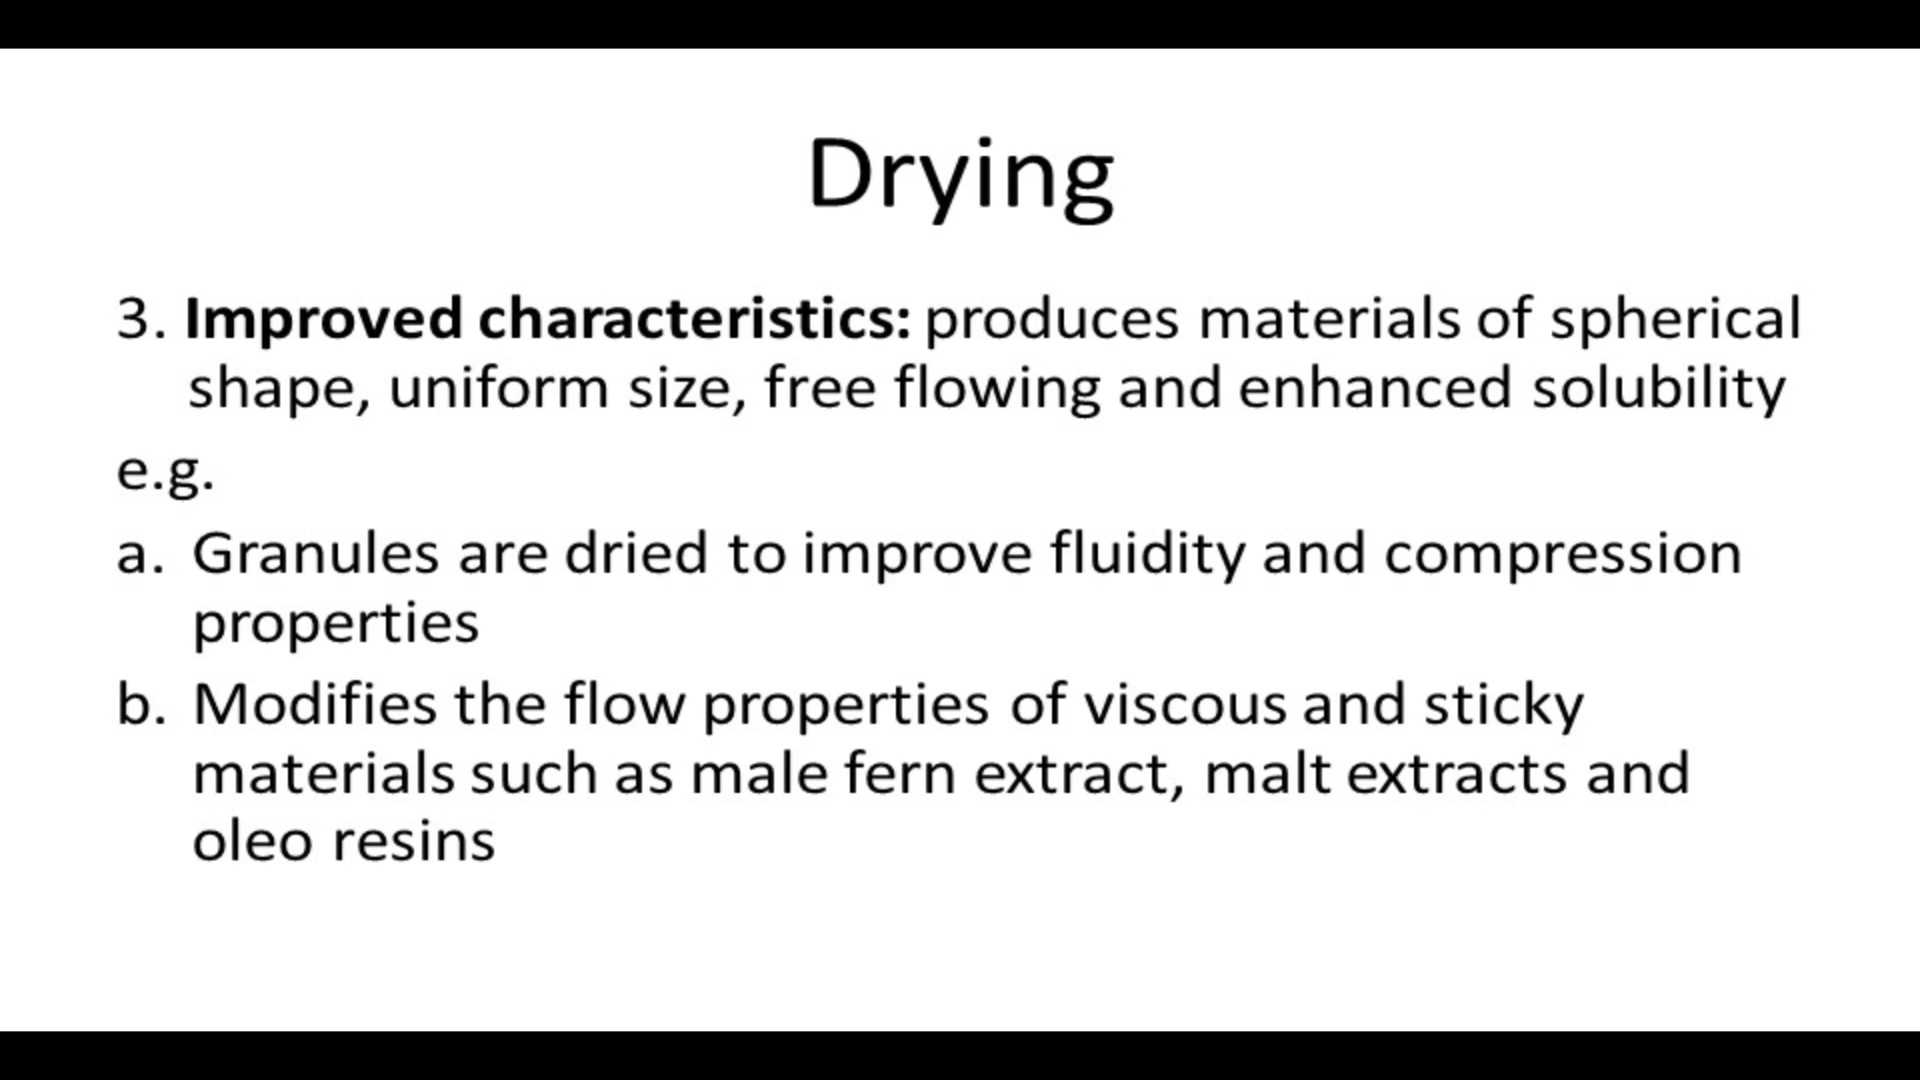 Drying
3. Improved characteristics: produces materials of spherical
shape, uniform size, free flowing and enhanced solubility
e.g.
a. Granules are dried to improve fluidity and compression
properties
b. Modifies the flow properties of viscous and sticky
materials such as male fern extract, malt extracts and
oleo resins